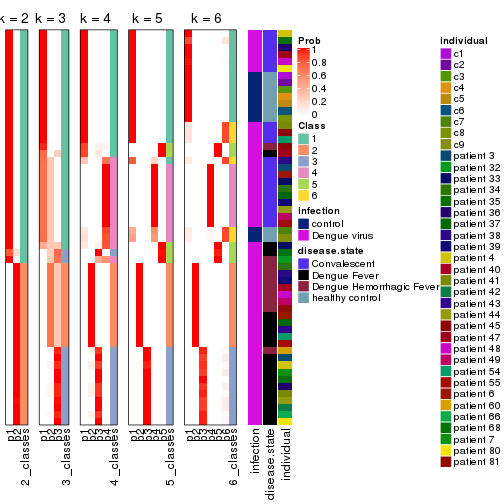 k = 2
k = 3
k = 4
k = 5
k = 6
p1
p2
2_classes
p1
p2
p3
3_classes
p1
p2
p3
p4
4_classes
p1
p2
p3
p4
p5
5_classes
p1
p2
p3
p4
p5
p6
6_classes
infection
disease.state
individual
Prob
1
0.8
0.6
0.4
0.2
0
Class
1
2
3
4
5
6
infection
control
Dengue virus
disease.state
Convalescent
Dengue Fever
Dengue Hemorrhagic Fever
healthy control
individual
c1
c2
c3
c4
c5
c6
c7
c8
c9
patient 3
patient 32
patient 33
patient 34
patient 35
patient 36
patient 37
patient 38
patient 39
patient 4
patient 40
patient 41
patient 42
patient 43
patient 44
patient 45
patient 47
patient 48
patient 49
patient 54
patient 55
patient 6
patient 60
patient 66
patient 68
patient 7
patient 80
patient 81